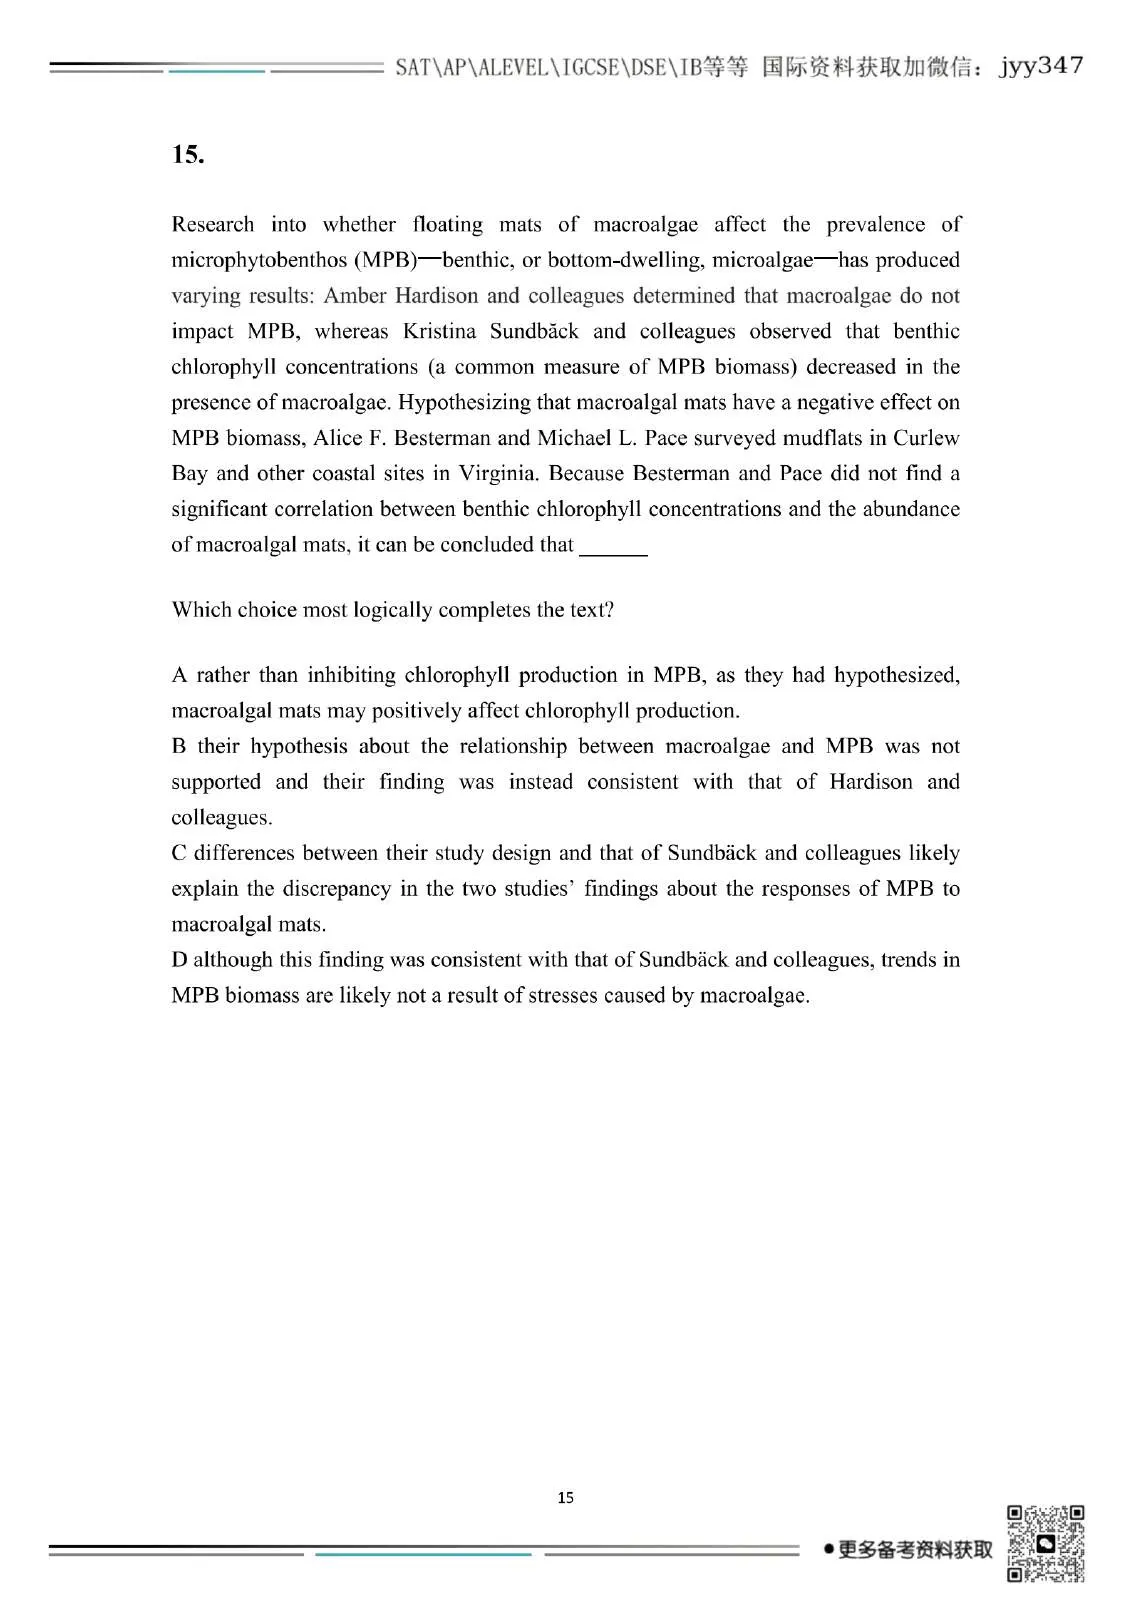 SAT\AP\ALEVEL\IGCSE\DSE\IB等等 国际资料获取加微信：jyy347
15.
Research into whether floating mats of macroalgae affect the prevalence of
microphytobenthos (MPB)—benthic, or bottom-dwelling, microalgae—has produced
varying results: Amber Hardison and colleagues determined that macroalgae do not
impact MPB, whereas Kristina Sundbăck and colleagues observed that benthic
chlorophyll concentrations (a common measure of MPB biomass) decreased in the
presence of macroalgae. Hypothesizing that macroalgal mats have a negative effect on
MPB biomass, Alice F. Besterman and Michael L. Pace surveyed mudflats in Curlew
Bay and other coastal sites in Virginia. Because Besterman and Pace did not find a
significant correlation between benthic chlorophyll concentrations and the abundance
of macroalgal mats, it can be concluded that ______
Which choice most logically completes the text?
A rather than inhibiting chlorophyll production in MPB, as they had hypothesized,
macroalgal mats may positively affect chlorophyll production.
B their hypothesis about the relationship between macroalgae and MPB was not
supported and their finding was instead consistent with that of Hardison and
colleagues.
C differences between their study design and that of Sundbäck and colleagues likely
explain the discrepancy in the two studies’ findings about the responses of MPB to
macroalgal mats.
D although this finding was consistent with that of Sundbäck and colleagues, trends in
MPB biomass are likely not a result of stresses caused by macroalgae.
15
●更多备考资料获取